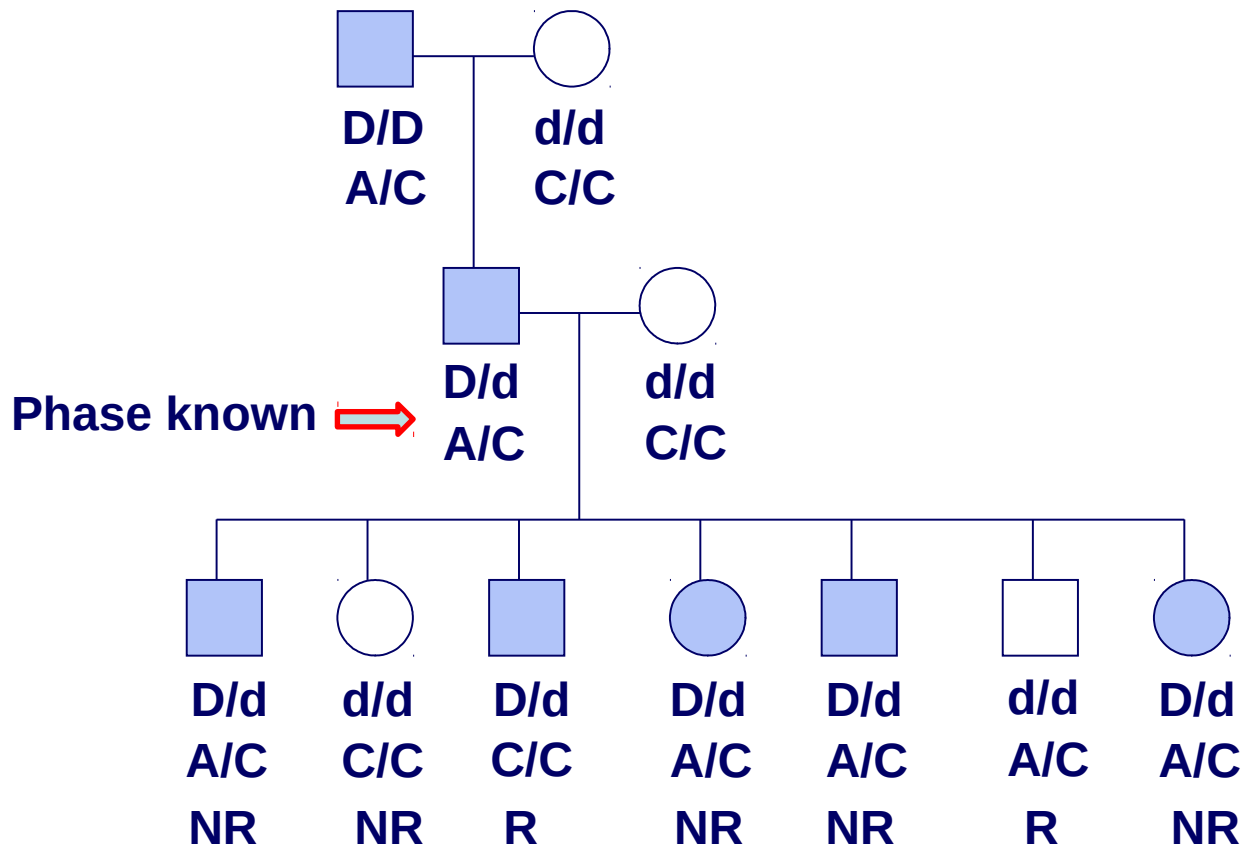 D/D d/d
A/C C/C
D/d d/d
Phase known
A/C C/C
D/d d/d D/d D/d D/d d/d D/d
A/C C/C C/C A/C A/C A/C A/C
NR NR R NR NR R NR